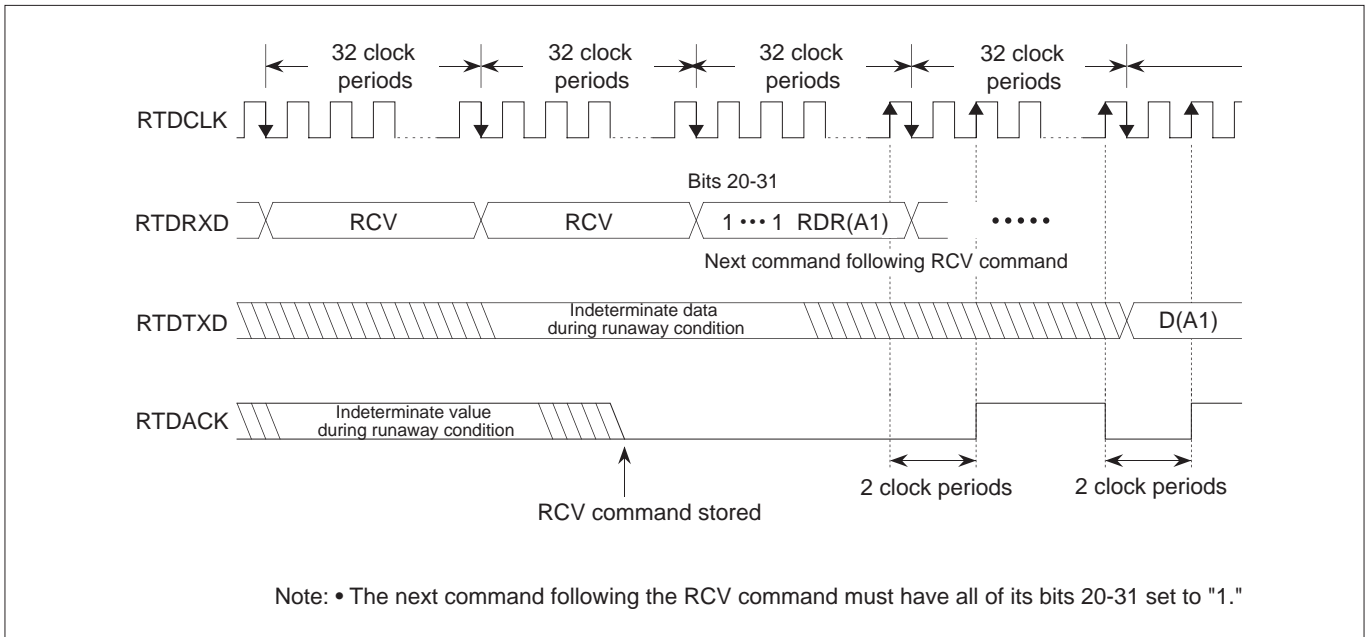 32 clock periods
32 clock periods
32 clock periods
32 clock periods
RTDCLK
Bits 20-31
RTDRXD
RCV
RCV
1 ••• 1 RDR(A1)
•••••
Next command following RCV command
RTDTXD
Indeterminate data
during runaway condition
D(A1)
RTDACK
Indeterminate value
during runaway condition
2 clock periods
2 clock periods
RCV command stored
Note: • The next command following the RCV command must have all of its bits 20-31 set to "1."